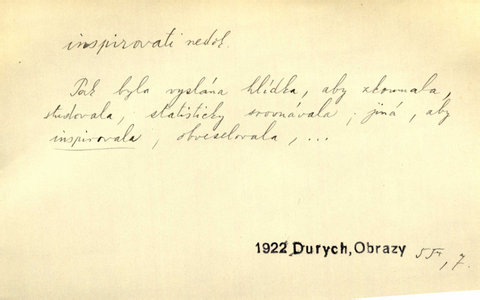 inspirovati nedok.
Pak byla vyslána hlídka, aby zkoumala,
studovala, statisticky srovnávala; jiná, aby
inspirovala, obveselovala, ...
1922 Durych, Obrazy 55, 7.